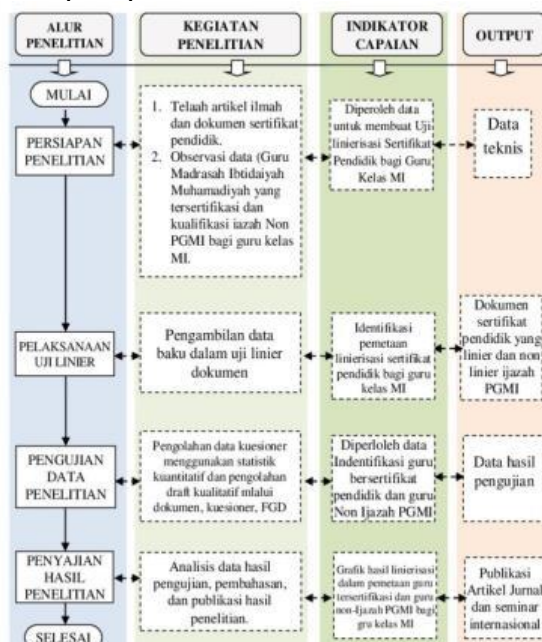 ALUR
PENELITIAN
KEGIATAN
PENELITIAN
INDIKATOR
CAPAIAN
OUTPUT
MULAI
PERSIAPAN
PENELITIAN
1. Telaah artikel ilmah
dan dokumen sertifikat
pendidik.
2. Observasi data (Guru
Madrasah Ibtidaiyah
Muhamadiyah yang
tersertifikasi dan
kualifikasi iazah Non
PGMI bagi guru kelas
MI.
Diperoleh data
untuk membuat Uji
linierisasi Sertifikat
Pendidik bagi Guru
Kelas MI
Data
teknis
PELAKSANAAN
UJI LINIER
Pengambilan data
baku dalam uji linier
dokumen
Identifikasi
pemetaan
linierisasi sertifikat
pendidik bagi guru
kelas MI
Dokumen
sertifikat
pendidik yang
linier dan non
linier ijazah
PGMI
PENGUJIAN
DATA
PENELITIAN
Pengolahan data kuesioner
menggunakan statistik
kuantitatif dan pengolahan
draft kualitatif mlalui
dokumen, kuesioner, FGD
Diperloleh data
Indentifikasi guru
bersertifikat
pendidik dan guru
Non Ijazah PGMI
Data hasil
pengujian
PENYAJIAN
HASIL
PENELITIAN
Analisis data hasil
pengujian, pembahasan,
dan publikasi hasil
penelitian.
Grafik hasil linierisasi
dalam pemetaan guru
tersertifikasi dan guru
non-Ijazah PGMI bagi
gru kelas MI
Publikasi
Artikel Jurnal
dan seminar
internasional
SELESAI